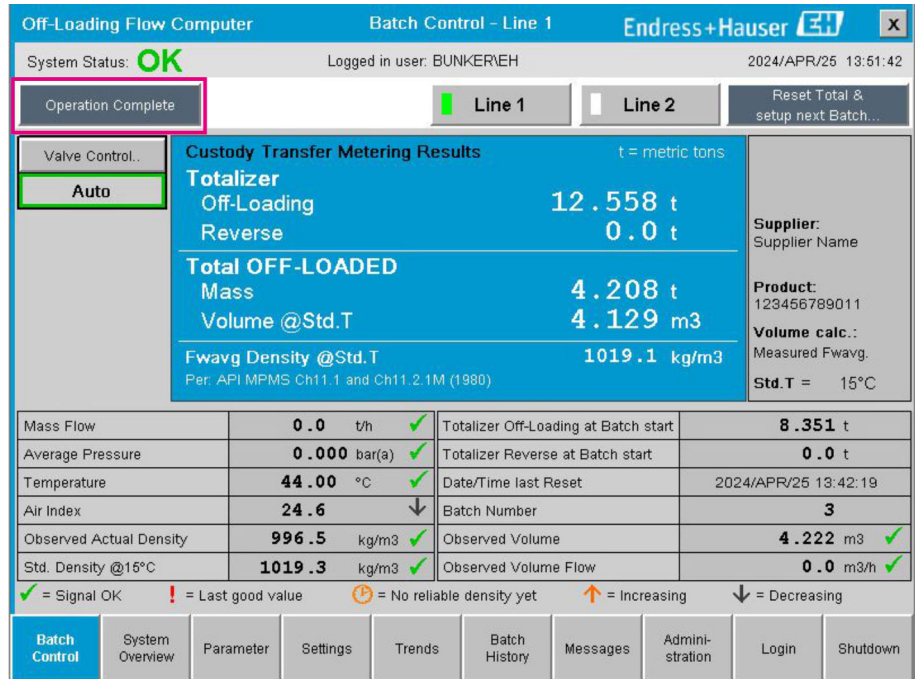 Off-Loading Flow Computer
Batch Control - Line 1
Endress+Hauser EH
X
System Status: OK
Logged in user: BUNKER\EH
2024/APR/25 13:51:42
Operation Complete
Line 1
Line 2
Reset Total &
setup next Batch...
Valve Control..
Auto
Custody Transfer Metering Results
t = metric tons
Totalizer
Off-Loading 12.558 t
Reverse 0.0 t
Total OFF-LOADED
Mass 4.208 t
Volume @Std.T 4.129 m3
Fwavg Density @Std.T 1019.1 kg/m3
Per: API MPMS Ch11.1 and Ch11.2.1M (1980)
Supplier:
Supplier Name
Product:
123456789011
Volume calc.:
Measured Fwavg.
Std.T = 15°C
Mass Flow 0.0 t/h ✓
Totalizer Off-Loading at Batch start 8.351 t
Average Pressure 0.000 bar(a) ✓
Totalizer Reverse at Batch start 0.0 t
Temperature 44.00 °C ✓
Date/Time last Reset 2024/APR/25 13:42:19
Air Index 24.6 ↓
Batch Number 3
Observed Actual Density 996.5 kg/m3 ✓
Observed Volume 4.222 m3 ✓
Std. Density @15°C 1019.3 kg/m3 ✓
Observed Volume Flow 0.0 m3/h ✓
✓ = Signal OK
! = Last good value
= No reliable density yet
↑ = Increasing
↓ = Decreasing
Batch
Control
System
Overview
Parameter
Settings
Trends
Batch
History
Messages
Admini-
stration
Login
Shutdown